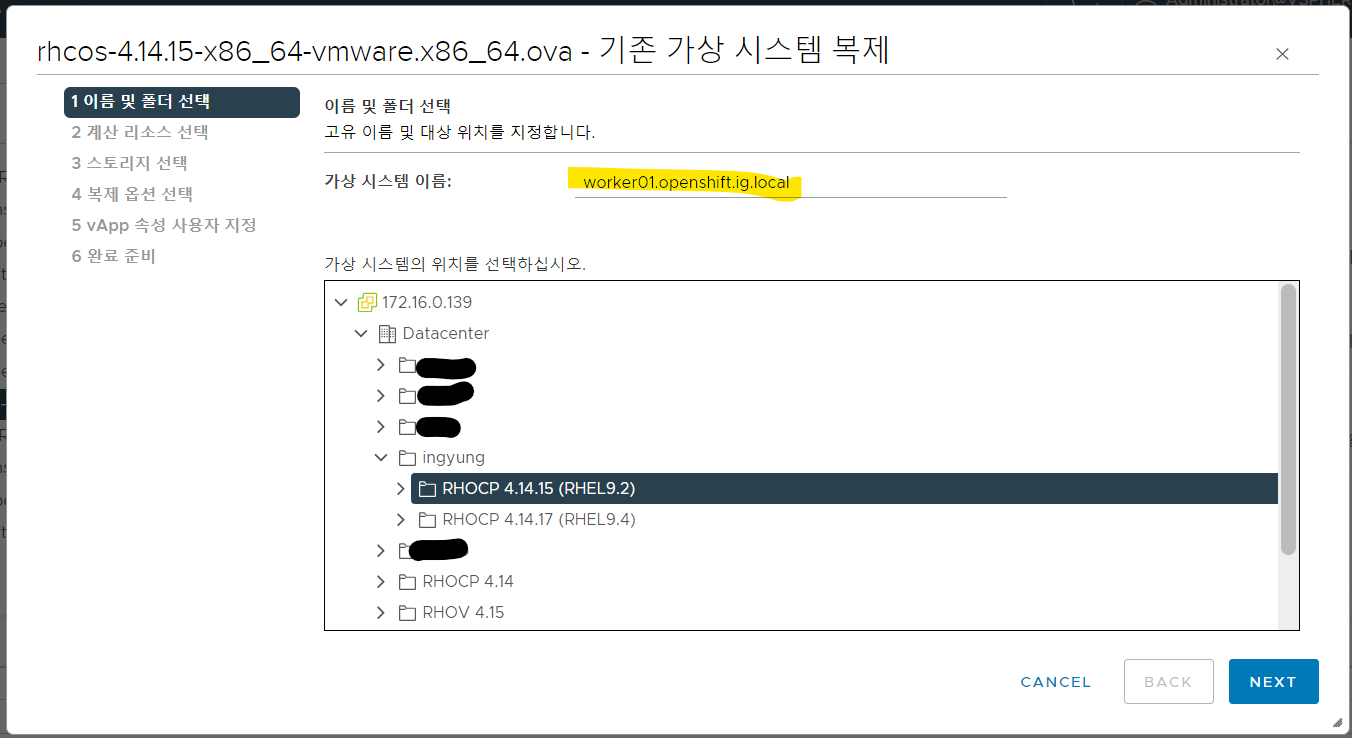 rhcos-4.14.15-x86_64-vmware.x86_64.ova - 기존 가상 시스템 복제
1 이름 및 폴더 선택
2 계산 리소스 선택
3 스토리지 선택
4 복제 옵션 선택
5 vApp 속성 사용자 지정
6 완료 준비
이름 및 폴더 선택
고유 이름 및 대상 위치를 지정합니다.
가상 시스템 이름: worker01.openshift.ig.local
가상 시스템의 위치를 선택하십시오.
172.16.0.139
Datacenter
ingyung
RHOCP 4.14.15 (RHEL9.2)
RHOCP 4.14.17 (RHEL9.4)
RHOCP 4.14
RHOV 4.15
CANCEL
BACK
NEXT